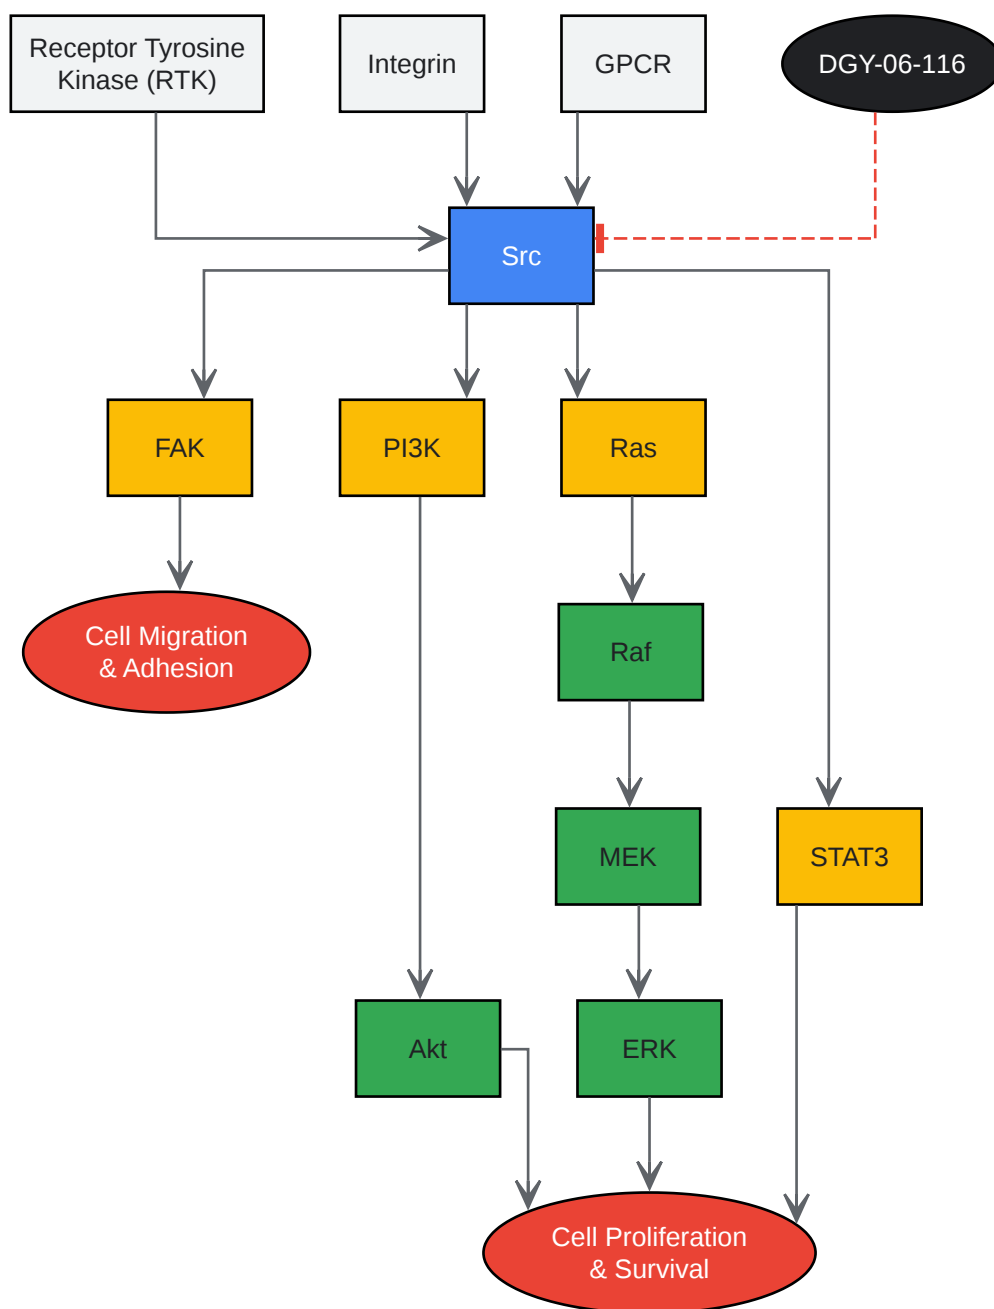 Receptor Tyrosine
Kinase (RTK)
Integrin
GPCR
DGY-06-116
Src
FAK
PI3K
Ras
Cell Migration
& Adhesion
Raf
MEK
STAT3
Akt
ERK
Cell Proliferation
& Survival